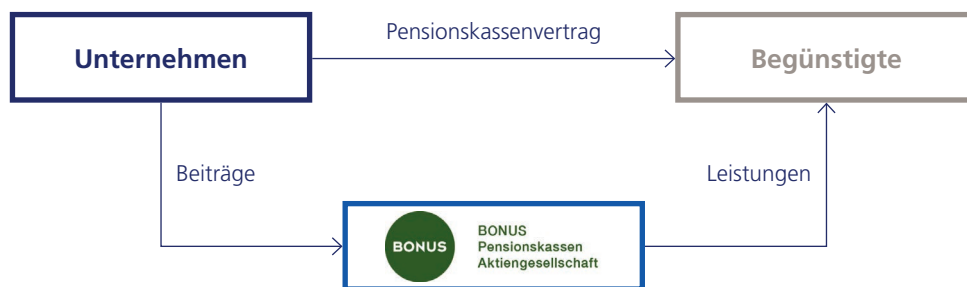 Pensionskassenvertrag
Unternehmen
Begünstigte
Beiträge
Leistungen
BONUS
BONUS
Pensionskassen
Aktiengesellschaft